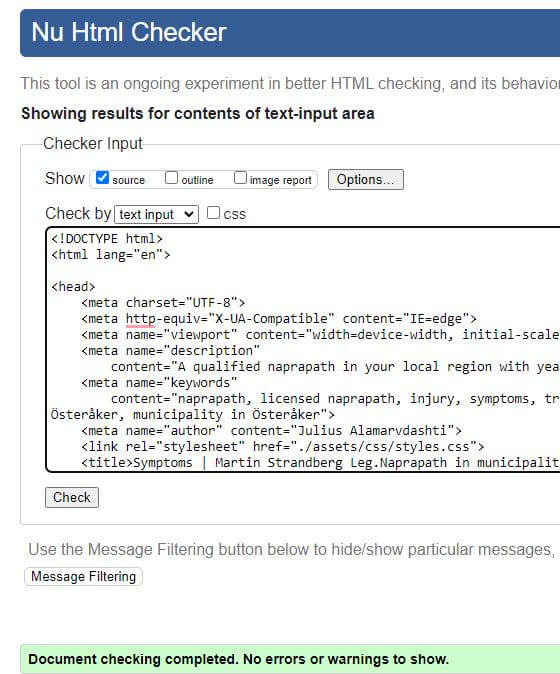 Nu Html Checker
This tool is an ongoing experiment in better HTML checking, and its behavio
Showing results for contents of text-input area
Checker Input
Show source outline image report Options...
Check by text input css
<!DOCTYPE html>
<html lang="en">
<head>
<meta charset="UTF-8">
<meta http-equiv="X-UA-Compatible" content="IE=edge">
<meta name="viewport" content="width=device-width, initial-scale
<meta name="description"
content="A qualified naprapath in your local region with yea
<meta name="keywords"
content="naprapath, licensed naprapath, injury, symptoms, tr
Österåker, municipality in Österåker">
<meta name="author" content="Julius Alamarvdashti">
<link rel="stylesheet" href="./assets/css/styles.css">
<title>Symptoms | Martin Strandberg Leg.Naprapath in municipalit
Check
Use the Message Filtering button below to hide/show particular messages,
Message Filtering
Document checking completed. No errors or warnings to show.